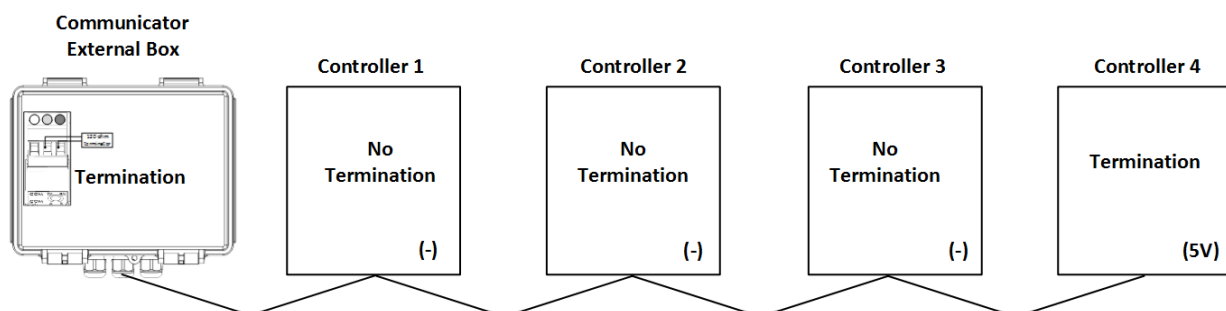 Communicator
External Box
Controller 1
Controller 2
Controller 3
Controller 4
Termination
No
Termination
(-)
No
Termination
(-)
No
Termination
(-)
Termination
(5V)